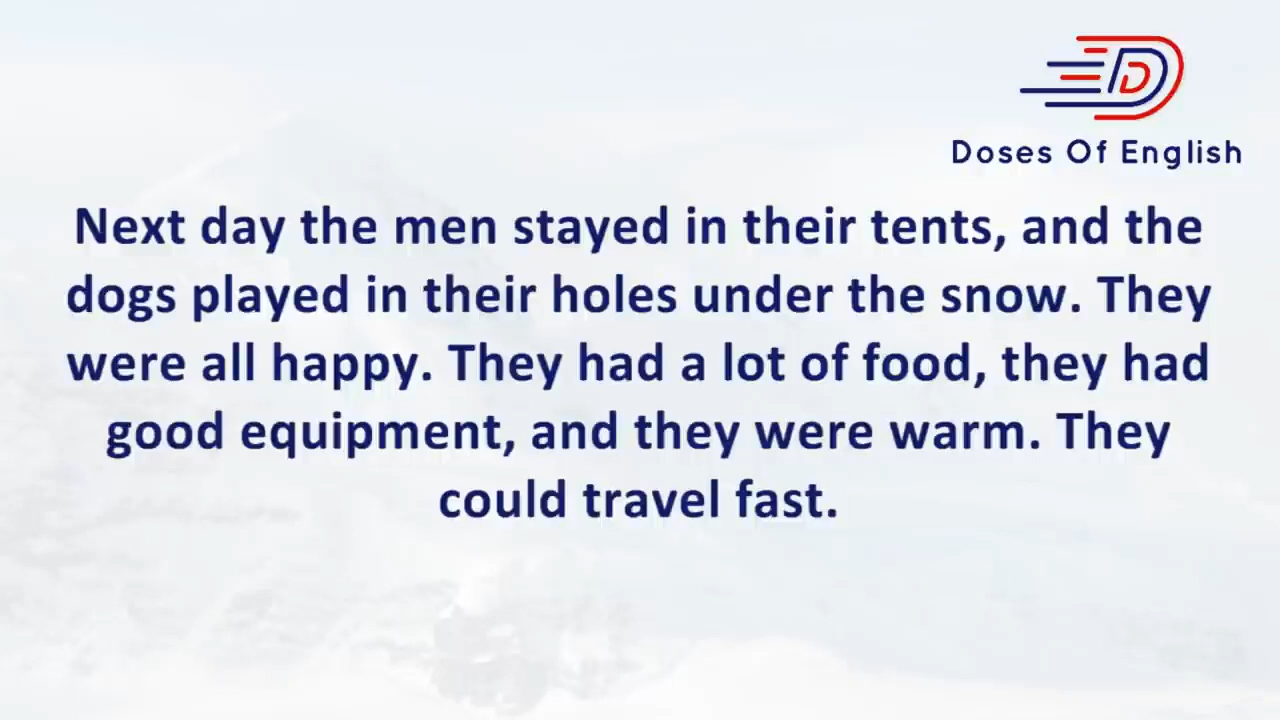 Doses Of English
Next day the men stayed in their tents, and the
dogs played in their holes under the snow. They
were all happy. They had a lot of food, they had
good equipment, and they were warm. They
could travel fast.